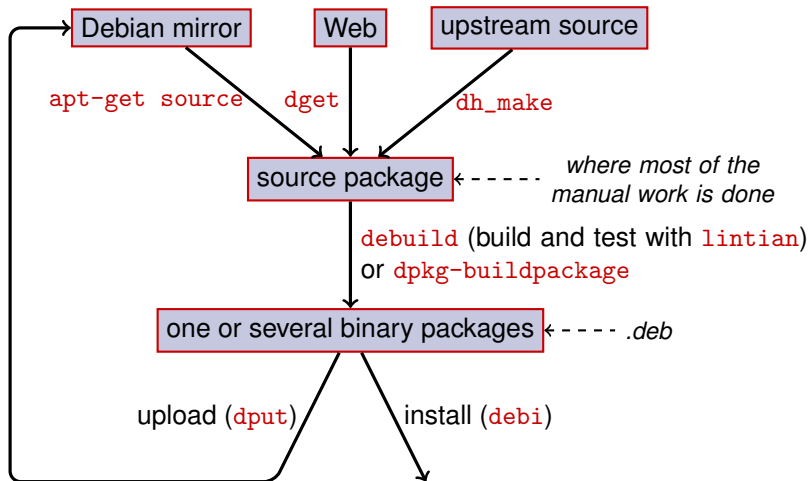 Debian mirror
Web
upstream source
apt-get source
dget
dh_make
source package
where most of the
manual work is done
debuild (build and test with lintian)
or dpkg-buildpackage
one or several binary packages
.deb
upload (dput)
install (debi)